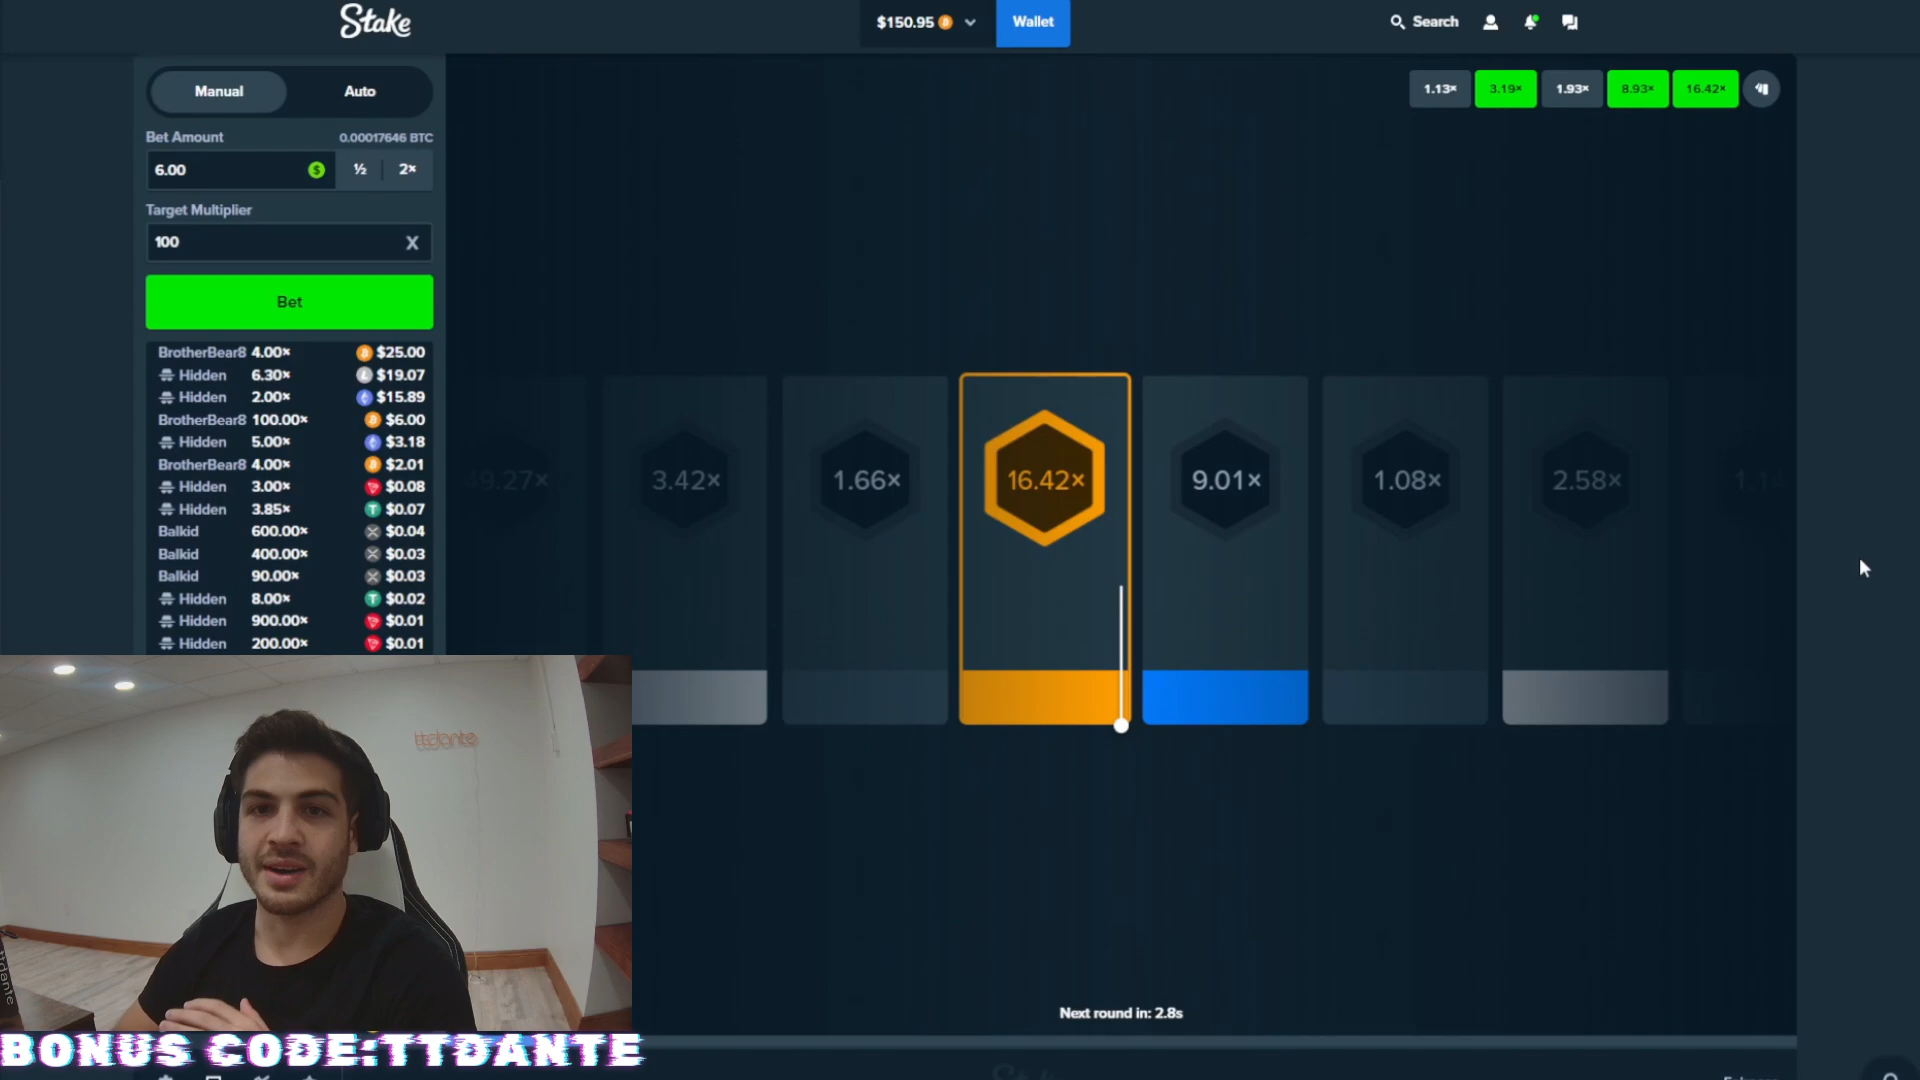 Stake
$150.95
Wallet
Search
Manual
Auto
1.13×
3.19×
1.93×
8.93×
16.42×
Bet Amount
0.00017646 BTC
6.00
$
½
2×
Target Multiplier
100
X
Bet
BrotherBear8 4.00× $25.00
Hidden 6.30× $19.07
Hidden 2.00× $15.89
BrotherBear8 100.00× $6.00
Hidden 5.00× $3.18
BrotherBear8 4.00× $2.01
Hidden 3.00× $0.08
Hidden 3.85× $0.07
Balkid 600.00× $0.04
Balkid 400.00× $0.03
Balkid 90.00× $0.03
Hidden 8.00× $0.02
Hidden 900.00× $0.01
Hidden 200.00× $0.01
49.27×
3.42×
1.66×
16.42×
9.01×
1.08×
2.58×
ttdante
ttdante
Next round in: 2.8s
BONUS CODE:TTDANTE
Stake